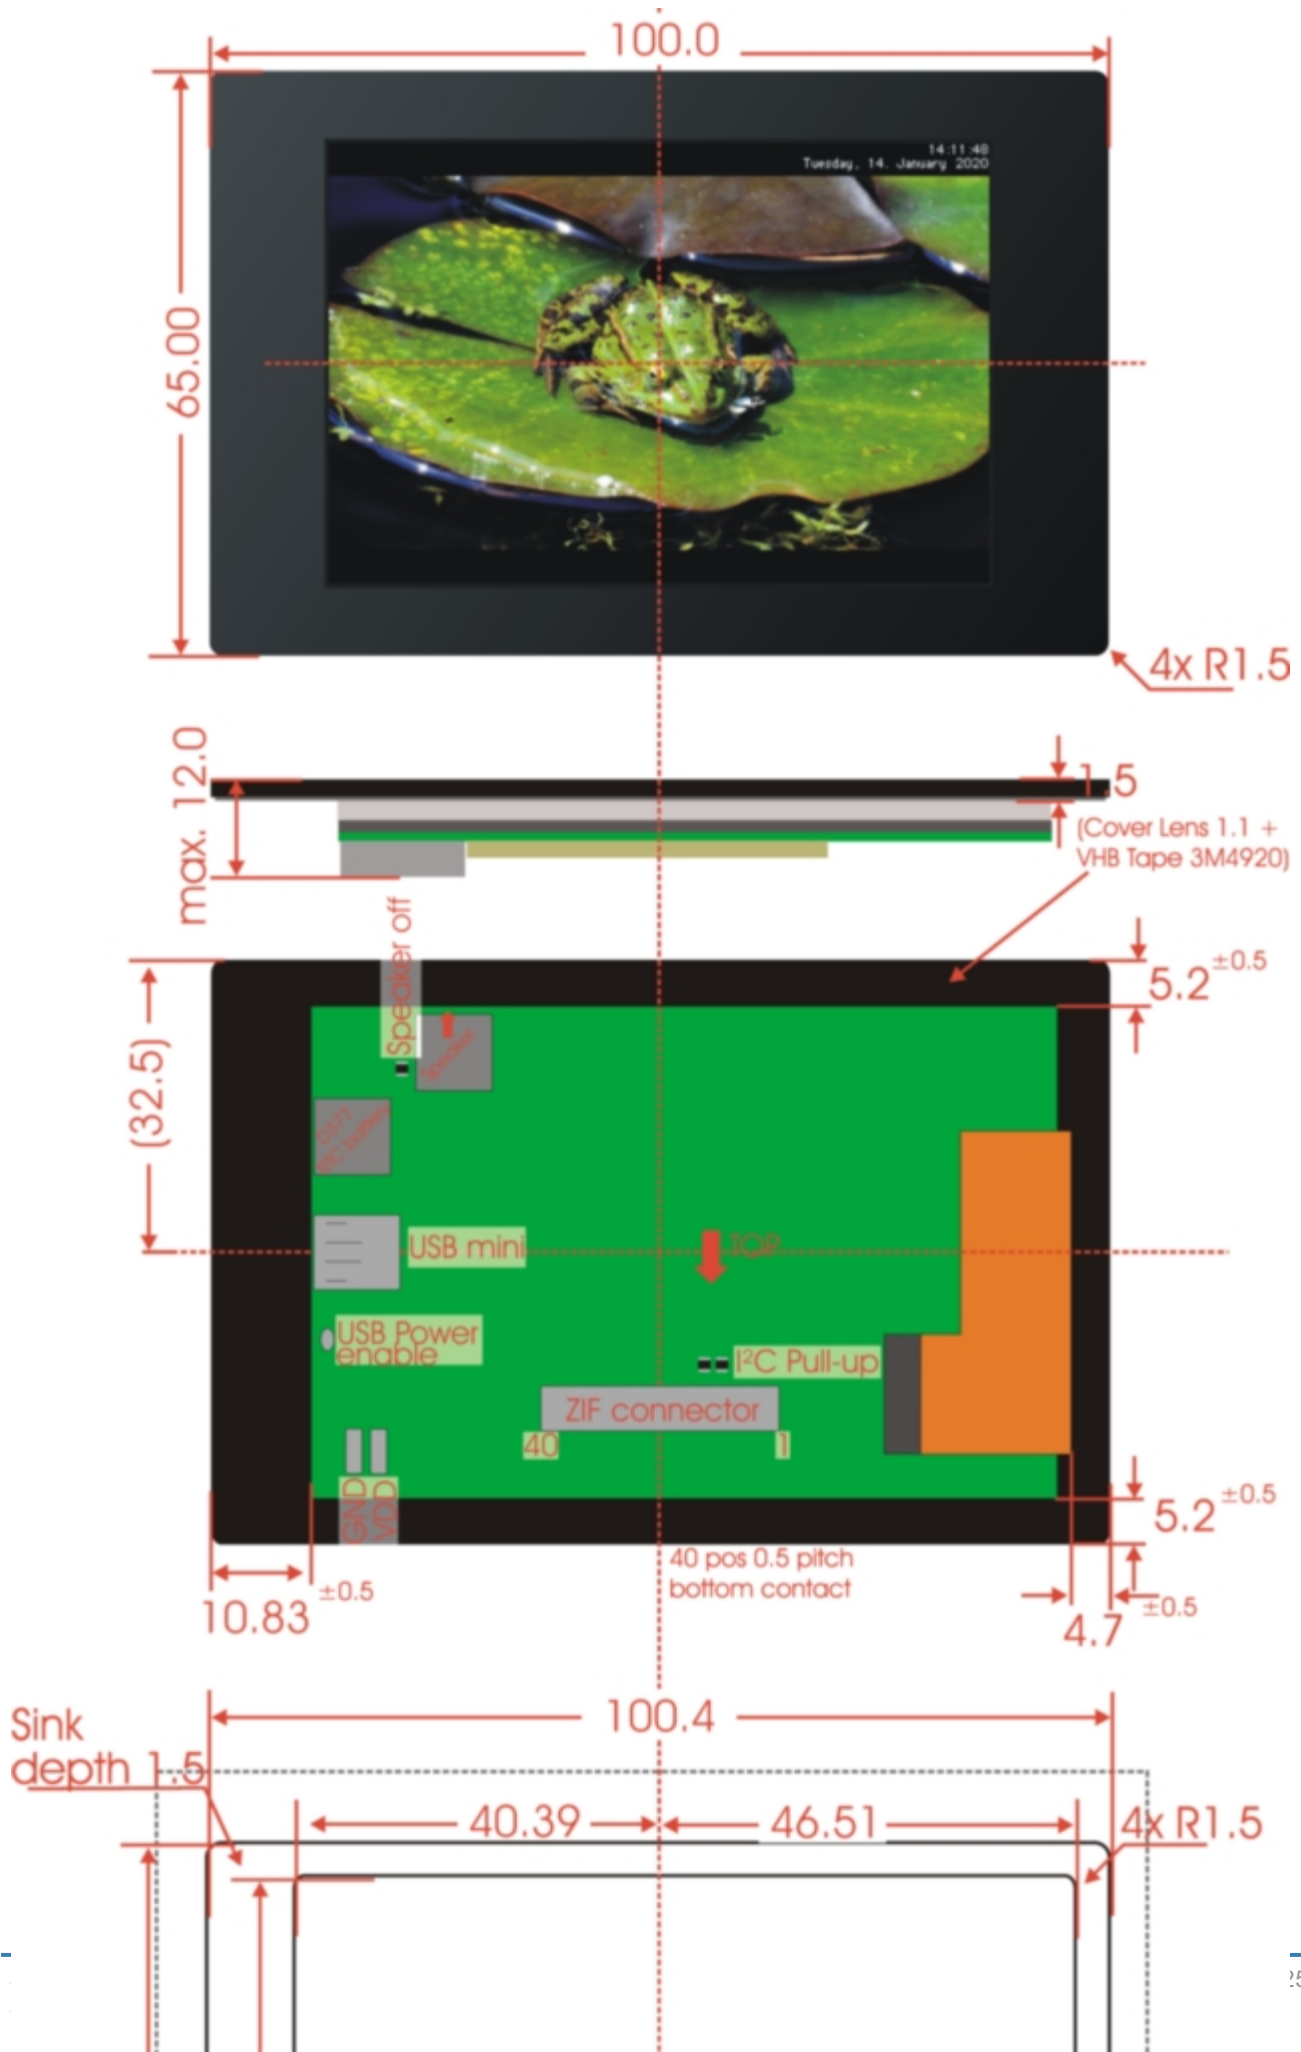 100.0
14:11:48
Tuesday, 14. January 2020
65.00
4x R1.5
max. 12.0
1.5
(Cover Lens 1.1 +
VHB Tape 3M4920)
Speaker off
5.2 ±0.5
Speaker
(32.5)
D377
RTC battery
USB mini
TOP
USB Power
enable
I²C Pull-up
ZIF connector
40
1
GND
VDD
5.2 ±0.5
40 pos 0.5 pitch
bottom contact
10.83 ±0.5
4.7 ±0.5
100.4
Sink
depth 1.5
40.39
46.51
4x R1.5